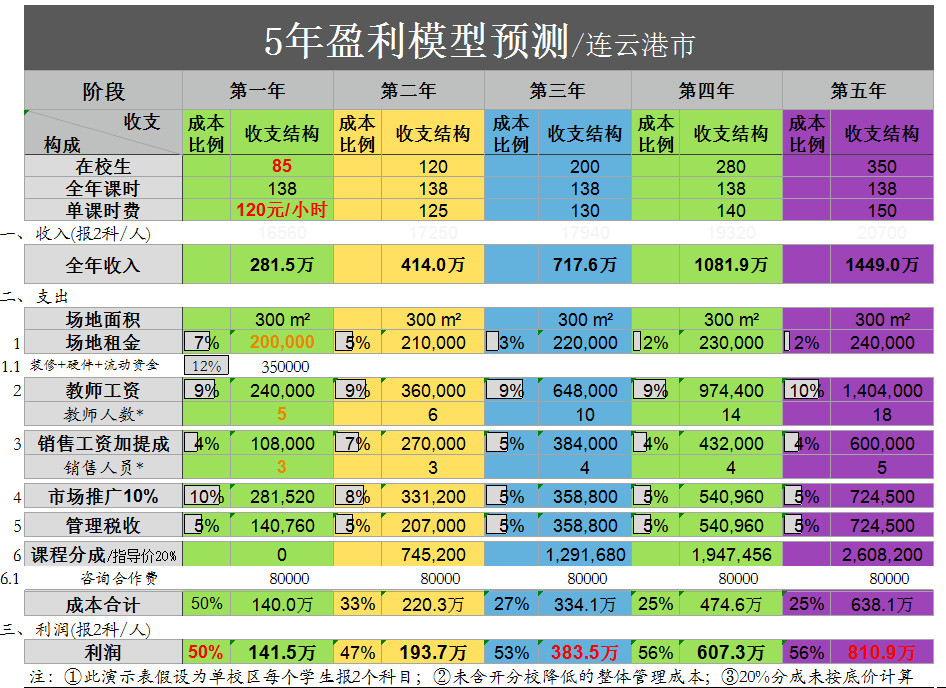 5年盈利模型预测/连云港市
阶段 第一年 第二年 第三年 第四年 第五年
收支 构成 成本比例 收支结构 成本比例 收支结构 成本比例 收支结构 成本比例 收支结构 成本比例 收支结构
在校生 85 120 200 280 350
全年课时 138 138 138 138 138
单课时费 120元/小时 125 130 140 150
一、收入(报2科/人) 16560 17250 17940 19320 20700
全年收入 281.5万 414.0万 717.6万 1081.9万 1449.0万
二、支出
场地面积 300 m² 300 m² 300 m² 300 m² 300 m²
1 场地租金 7% 200,000 5% 210,000 3% 220,000 2% 230,000 2% 240,000
1.1 装修+硬件+流动资金 12% 350000
2 教师工资 9% 240,000 9% 360,000 9% 648,000 9% 974,400 10% 1,404,000
教师人数* 5 6 10 14 18
3 销售工资加提成 4% 108,000 7% 270,000 5% 384,000 4% 432,000 4% 600,000
销售人员* 3 3 4 4 5
4 市场推广10% 10% 281,520 8% 331,200 5% 358,800 5% 540,960 5% 724,500
5 管理税收 5% 140,760 5% 207,000 5% 358,800 5% 540,960 5% 724,500
6 课程分成/指导价20% 0 745,200 1,291,680 1,947,456 2,608,200
6.1 咨询合作费 80000 80000 80000 80000 80000
成本合计 50% 140.0万 33% 220.3万 27% 334.1万 25% 474.6万 25% 638.1万
三、利润(报2科/人)
利润 50% 141.5万 47% 193.7万 53% 383.5万 56% 607.3万 56% 810.9万
注：①此演示表假设为单校区每个学生报2个科目；②未含开分校降低的整体管理成本；③20%分成未按底价计算